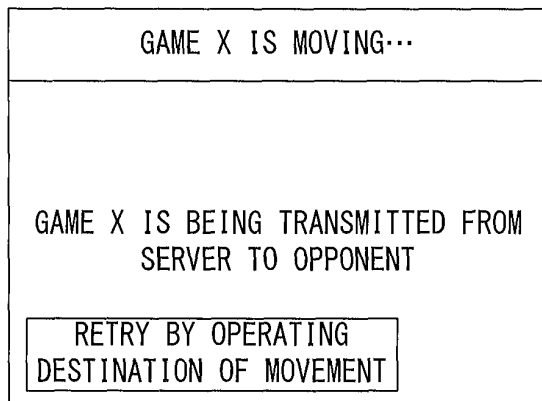 GAME X IS MOVING···
GAME X IS BEING TRANSMITTED FROM
SERVER TO OPPONENT
RETRY BY OPERATING
DESTINATION OF MOVEMENT